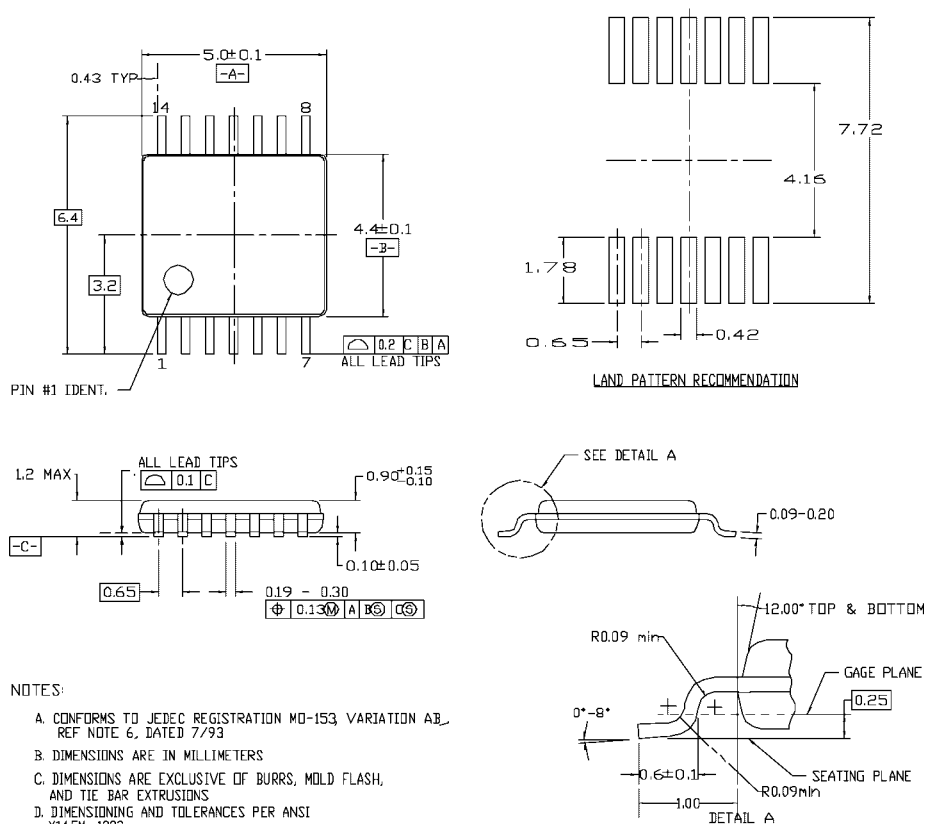 5.0±0.1
-A-
0.43 TYP
14
8
6.4
3.2
4.4±0.1
-B-
0.2 C B A
ALL LEAD TIPS
1
7
PIN #1 IDENT.
7.72
4.16
1.78
0.65
0.42
LAND PATTERN RECOMMENDATION
1.2 MAX
ALL LEAD TIPS
0.1 C
0.90+0.15
-0.10
-C-
0.10±0.05
0.65
0.19 - 0.30
0.13Ⓜ A BⓈ CⓈ
SEE DETAIL A
0.09-0.20
12.00° TOP & BOTTOM
R0.09 min
GAGE PLANE
0.25
0°-8°
0.6±0.1
SEATING PLANE
R0.09min
1.00
DETAIL A
NOTES:
A. CONFORMS TO JEDEC REGISTRATION MO-153, VARIATION AB,
REF NOTE 6, DATED 7/93
B. DIMENSIONS ARE IN MILLIMETERS
C. DIMENSIONS ARE EXCLUSIVE OF BURRS, MOLD FLASH,
AND TIE BAR EXTRUSIONS
D. DIMENSIONING AND TOLERANCES PER ANSI